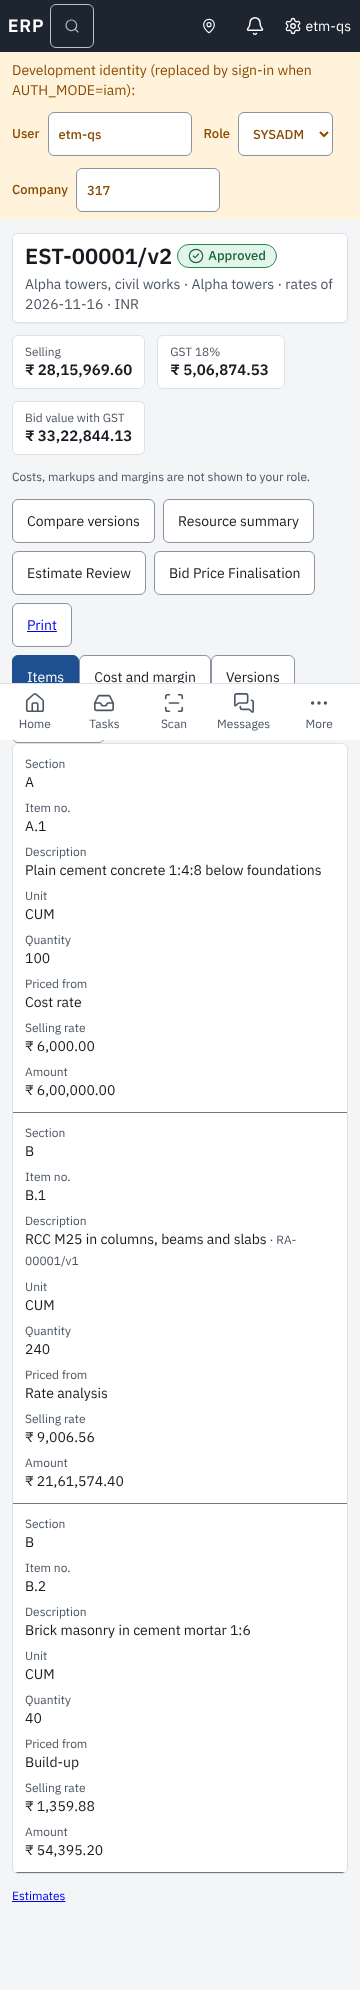 ERP
etm-qs
Development identity (replaced by sign-in when
AUTH_MODE=iam):
User
etm-qs
Role
SYSADM
Company
317
EST-00001/v2
Approved
Alpha towers, civil works · Alpha towers · rates of
2026-11-16 · INR
Selling
₹ 28,15,969.60
GST 18%
₹ 5,06,874.53
Bid value with GST
₹ 33,22,844.13
Costs, markups and margins are not shown to your role.
Compare versions
Resource summary
Estimate Review
Bid Price Finalisation
Print
Items
Cost and margin
Versions
Home
Tasks
Scan
Messages
More
Section
A
Item no.
A.1
Description
Plain cement concrete 1:4:8 below foundations
Unit
CUM
Quantity
100
Priced from
Cost rate
Selling rate
₹ 6,000.00
Amount
₹ 6,00,000.00
Section
B
Item no.
B.1
Description
RCC M25 in columns, beams and slabs · RA-
00001/v1
Unit
CUM
Quantity
240
Priced from
Rate analysis
Selling rate
₹ 9,006.56
Amount
₹ 21,61,574.40
Section
B
Item no.
B.2
Description
Brick masonry in cement mortar 1:6
Unit
CUM
Quantity
40
Priced from
Build-up
Selling rate
₹ 1,359.88
Amount
₹ 54,395.20
Estimates